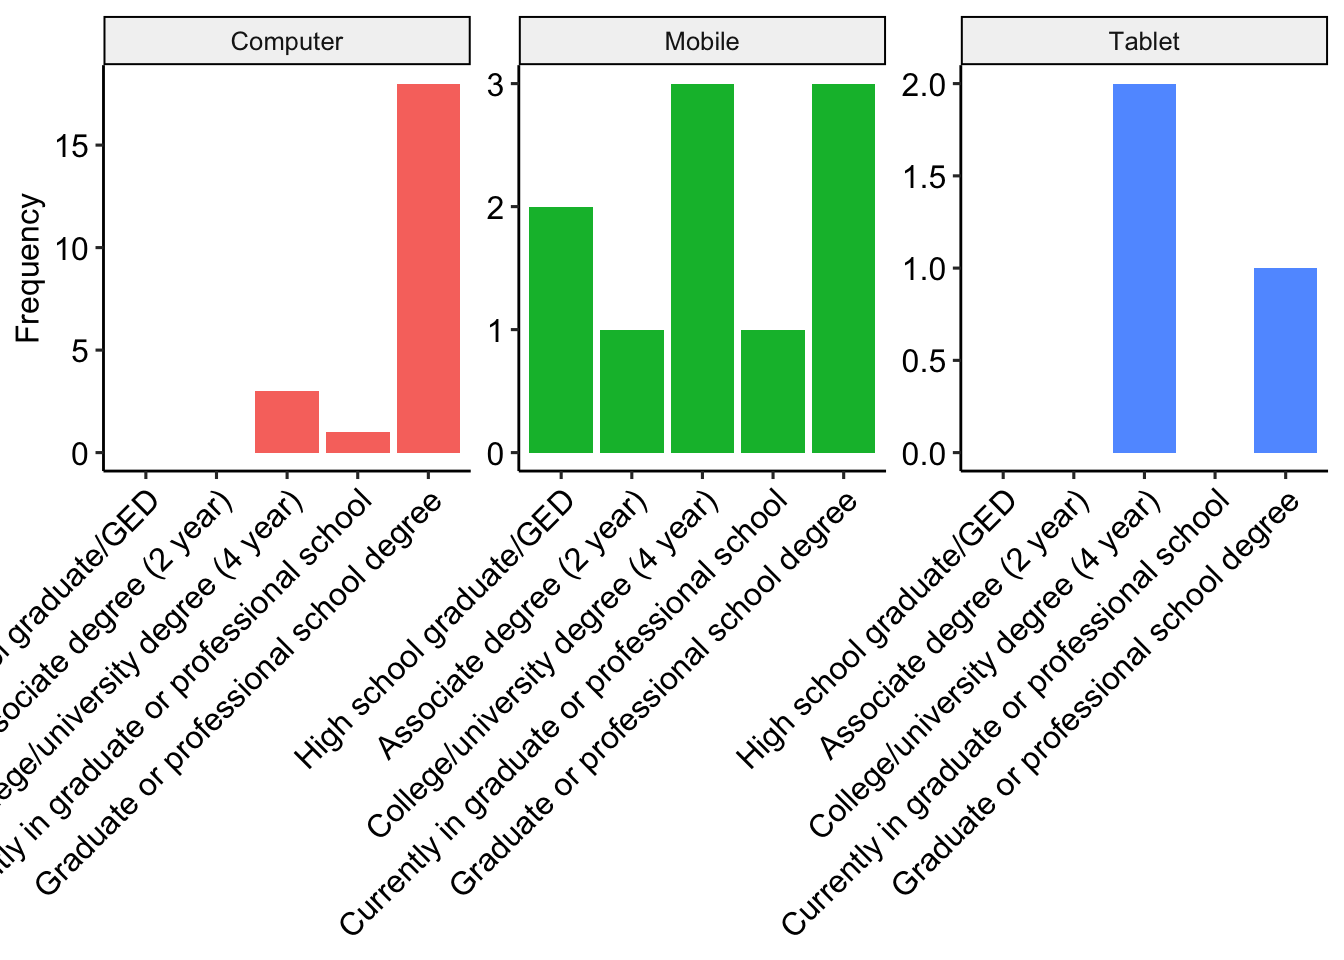 Computer
Mobile
Tablet
Frequency
15
10
5
0
3
2
1
0
2.0
1.5
1.0
0.5
0.0
graduate/GED
degree (2 year)
degree (4 year)
in graduate or professional school
Graduate or professional school degree
High school graduate/GED
Associate degree (2 year)
College/university degree (4 year)
Currently in graduate or professional school
Graduate or professional school degree
High school graduate/GED
Associate degree (2 year)
College/university degree (4 year)
Currently in graduate or professional school
Graduate or professional school degree